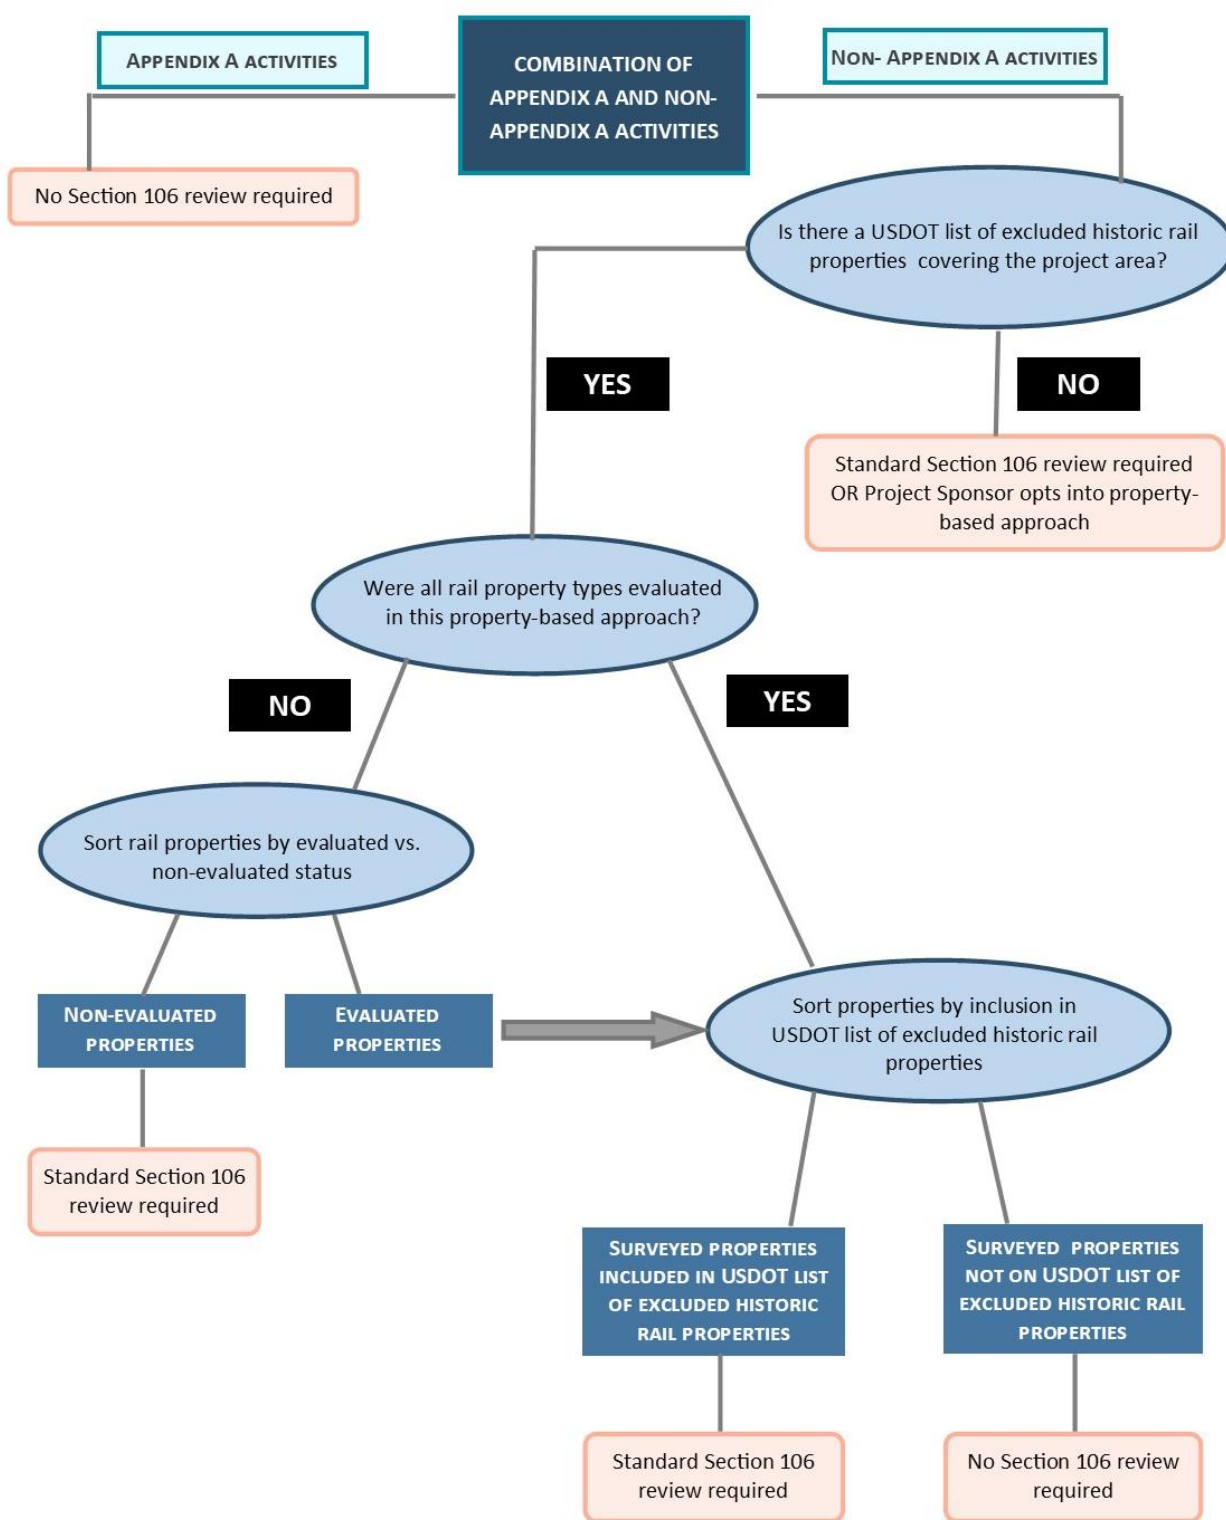 APPENDIX A ACTIVITIES
COMBINATION OF
APPENDIX A AND NON-
APPENDIX A ACTIVITIES
NON- APPENDIX A ACTIVITIES
No Section 106 review required
Is there a USDOT list of excluded historic rail
properties covering the project area?
YES
NO
Standard Section 106 review required
OR Project Sponsor opts into property-
based approach
Were all rail property types evaluated
in this property-based approach?
NO
YES
Sort rail properties by evaluated vs.
non-evaluated status
NON-EVALUATED
PROPERTIES
EVALUATED
PROPERTIES
Sort properties by inclusion in
USDOT list of excluded historic rail
properties
Standard Section 106
review required
SURVEYED PROPERTIES
INCLUDED IN USDOT LIST
OF EXCLUDED HISTORIC
RAIL PROPERTIES
SURVEYED PROPERTIES
NOT ON USDOT LIST OF
EXCLUDED HISTORIC RAIL
PROPERTIES
Standard Section 106
review required
No Section 106 review
required